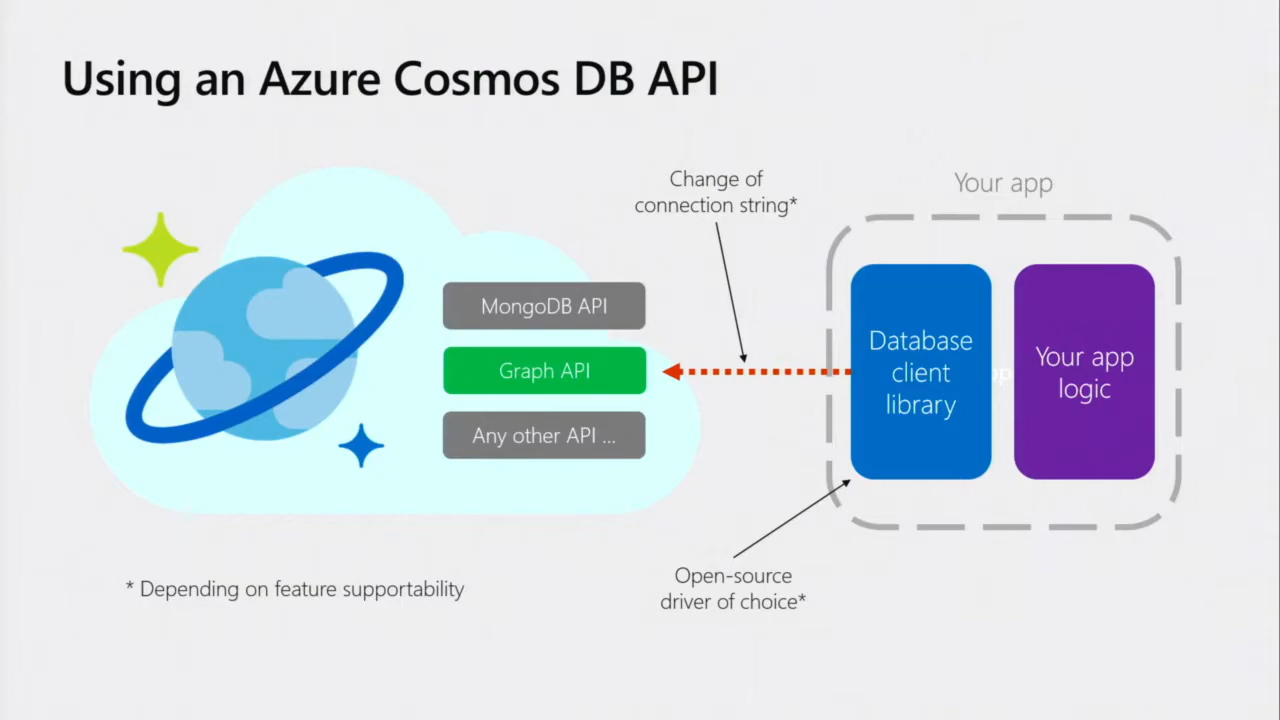 Using an Azure Cosmos DB API
Change of
connection string*
Your app
MongoDB API
Graph API
Any other API ...
Database
client
library
Your app
logic
Open-source
driver of choice*
* Depending on feature supportability